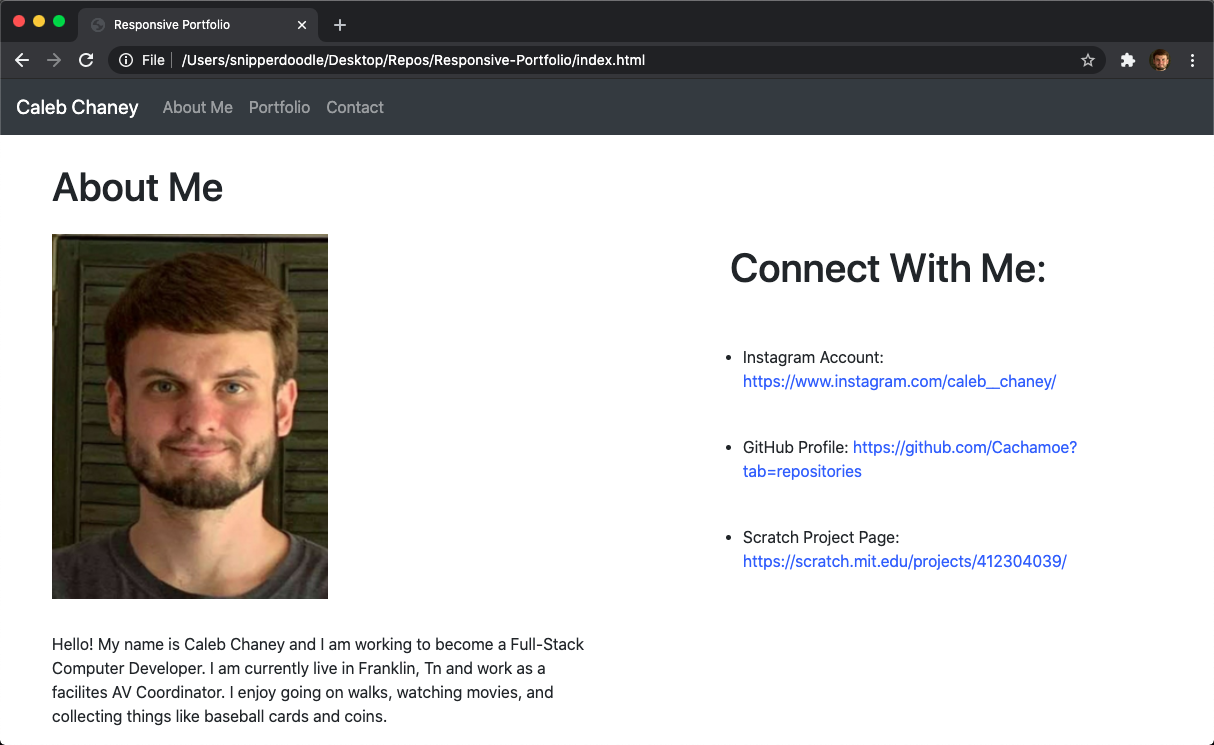 Responsive Portfolio
File /Users/snipperdoodle/Desktop/Repos/Responsive-Portfolio/index.html
Caleb Chaney About Me Portfolio Contact
About Me
Connect With Me:
Instagram Account:
https://www.instagram.com/caleb__chaney/
GitHub Profile: https://github.com/Cachamoe?
tab=repositories
Scratch Project Page:
https://scratch.mit.edu/projects/412304039/
Hello! My name is Caleb Chaney and I am working to become a Full-Stack
Computer Developer. I am currently live in Franklin, Tn and work as a
facilites AV Coordinator. I enjoy going on walks, watching movies, and
collecting things like baseball cards and coins.